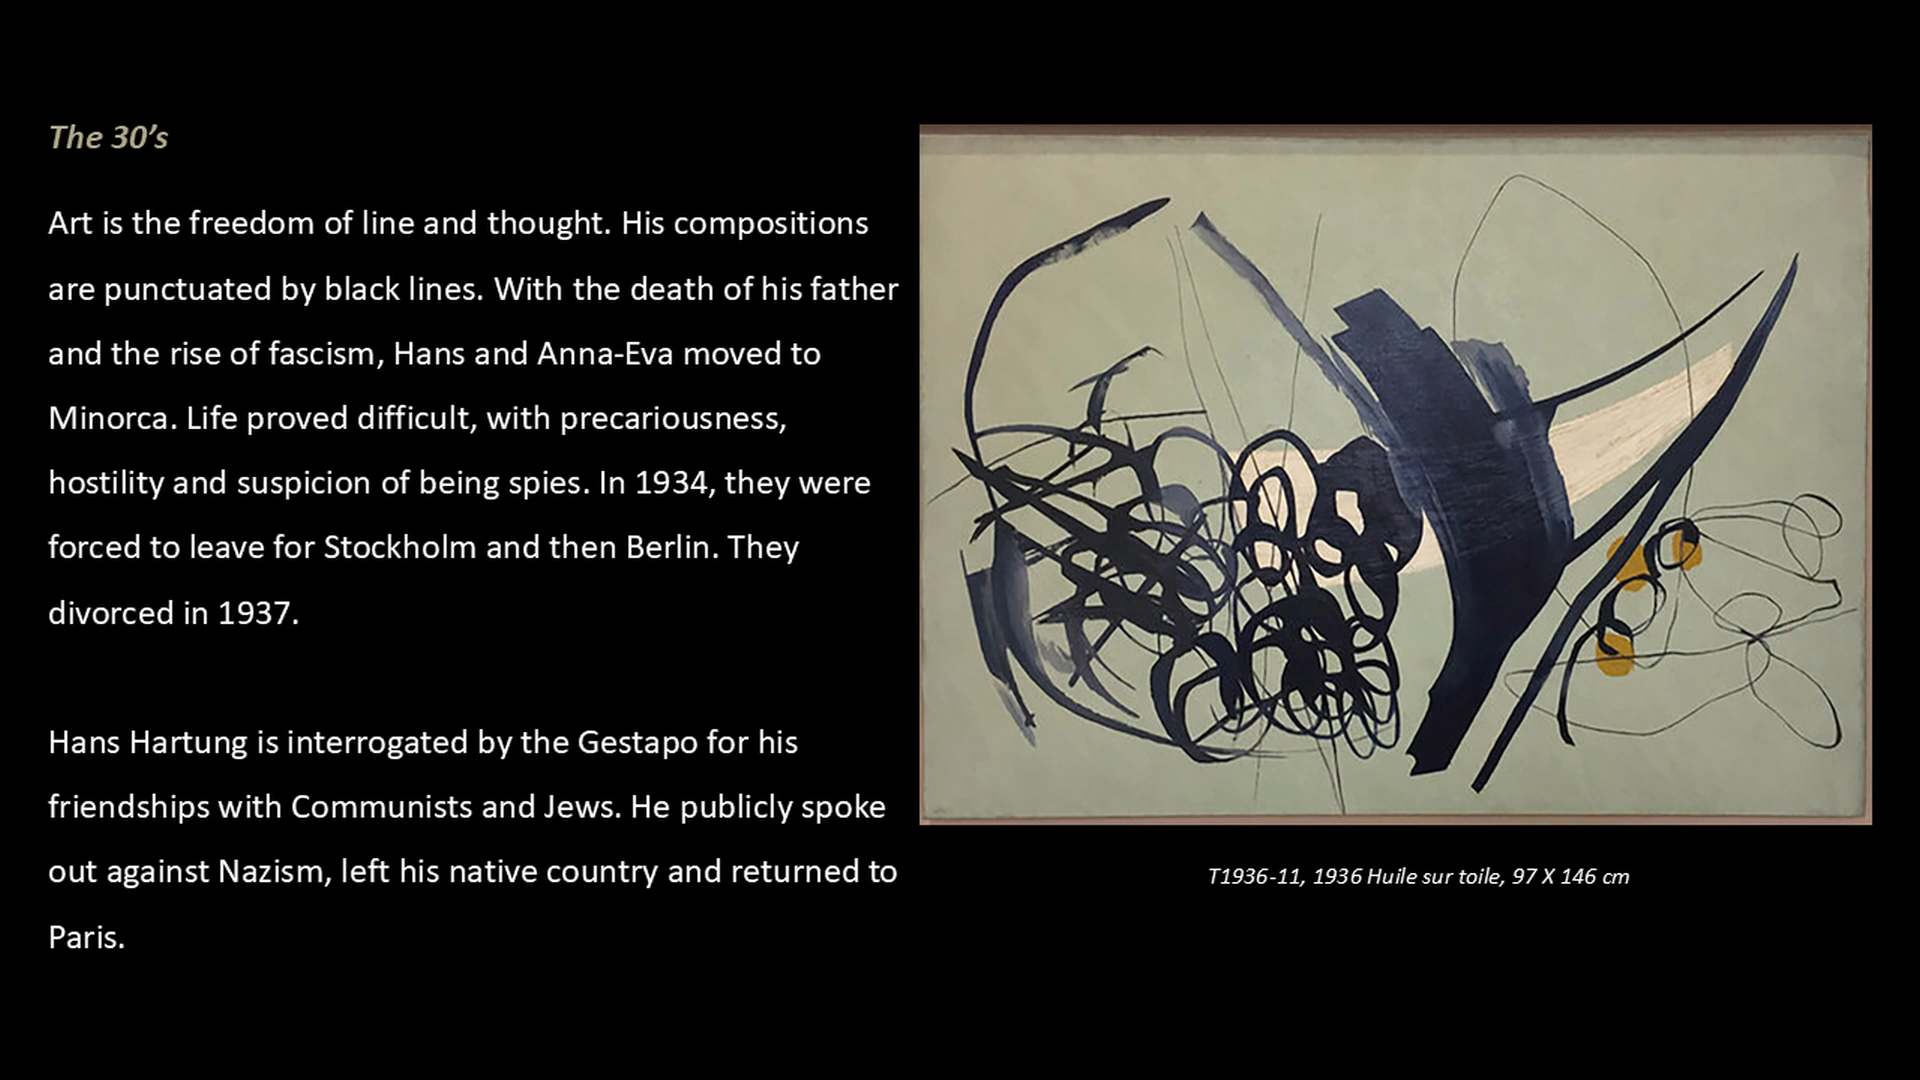 The 30’s
Art is the freedom of line and thought. His compositions
are punctuated by black lines. With the death of his father
and the rise of fascism, Hans and Anna-Eva moved to
Minorca. Life proved difficult, with precariousness,
hostility and suspicion of being spies. In 1934, they were
forced to leave for Stockholm and then Berlin. They
divorced in 1937.
Hans Hartung is interrogated by the Gestapo for his
friendships with Communists and Jews. He publicly spoke
out against Nazism, left his native country and returned to
Paris.
T1936-11, 1936 Huile sur toile, 97 X 146 cm